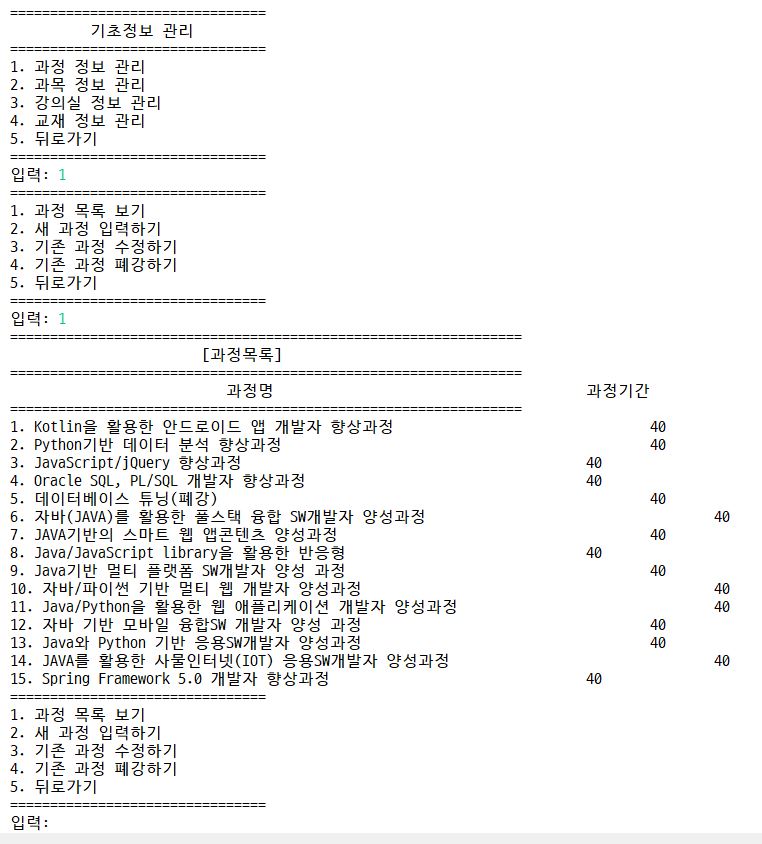 ================================
기초정보 관리
================================
1. 과정 정보 관리
2. 과목 정보 관리
3. 강의실 정보 관리
4. 교재 정보 관리
5. 뒤로가기
================================
입력: 1
================================
1. 과정 목록 보기
2. 새 과정 입력하기
3. 기존 과정 수정하기
4. 기존 과정 폐강하기
5. 뒤로가기
================================
입력: 1
================================================================
[과정목록]
================================================================
과정명 과정기간
================================================================
1. Kotlin을 활용한 안드로이드 앱 개발자 향상과정 40
2. Python기반 데이터 분석 향상과정 40
3. JavaScript/jQuery 향상과정 40
4. Oracle SQL, PL/SQL 개발자 향상과정 40
5. 데이터베이스 튜닝(폐강) 40
6. 자바(JAVA)를 활용한 풀스택 융합 SW개발자 양성과정 40
7. JAVA기반의 스마트 웹 앱콘텐츠 양성과정 40
8. Java/JavaScript library을 활용한 반응형 40
9. Java기반 멀티 플랫폼 SW개발자 양성 과정 40
10. 자바/파이썬 기반 멀티 웹 개발자 양성과정 40
11. Java/Python을 활용한 웹 애플리케이션 개발자 양성과정 40
12. 자바 기반 모바일 융합SW 개발자 양성 과정 40
13. Java와 Python 기반 응용SW개발자 양성과정 40
14. JAVA를 활용한 사물인터넷(IOT) 응용SW개발자 양성과정 40
15. Spring Framework 5.0 개발자 향상과정 40
================================
1. 과정 목록 보기
2. 새 과정 입력하기
3. 기존 과정 수정하기
4. 기존 과정 폐강하기
5. 뒤로가기
================================
입력: